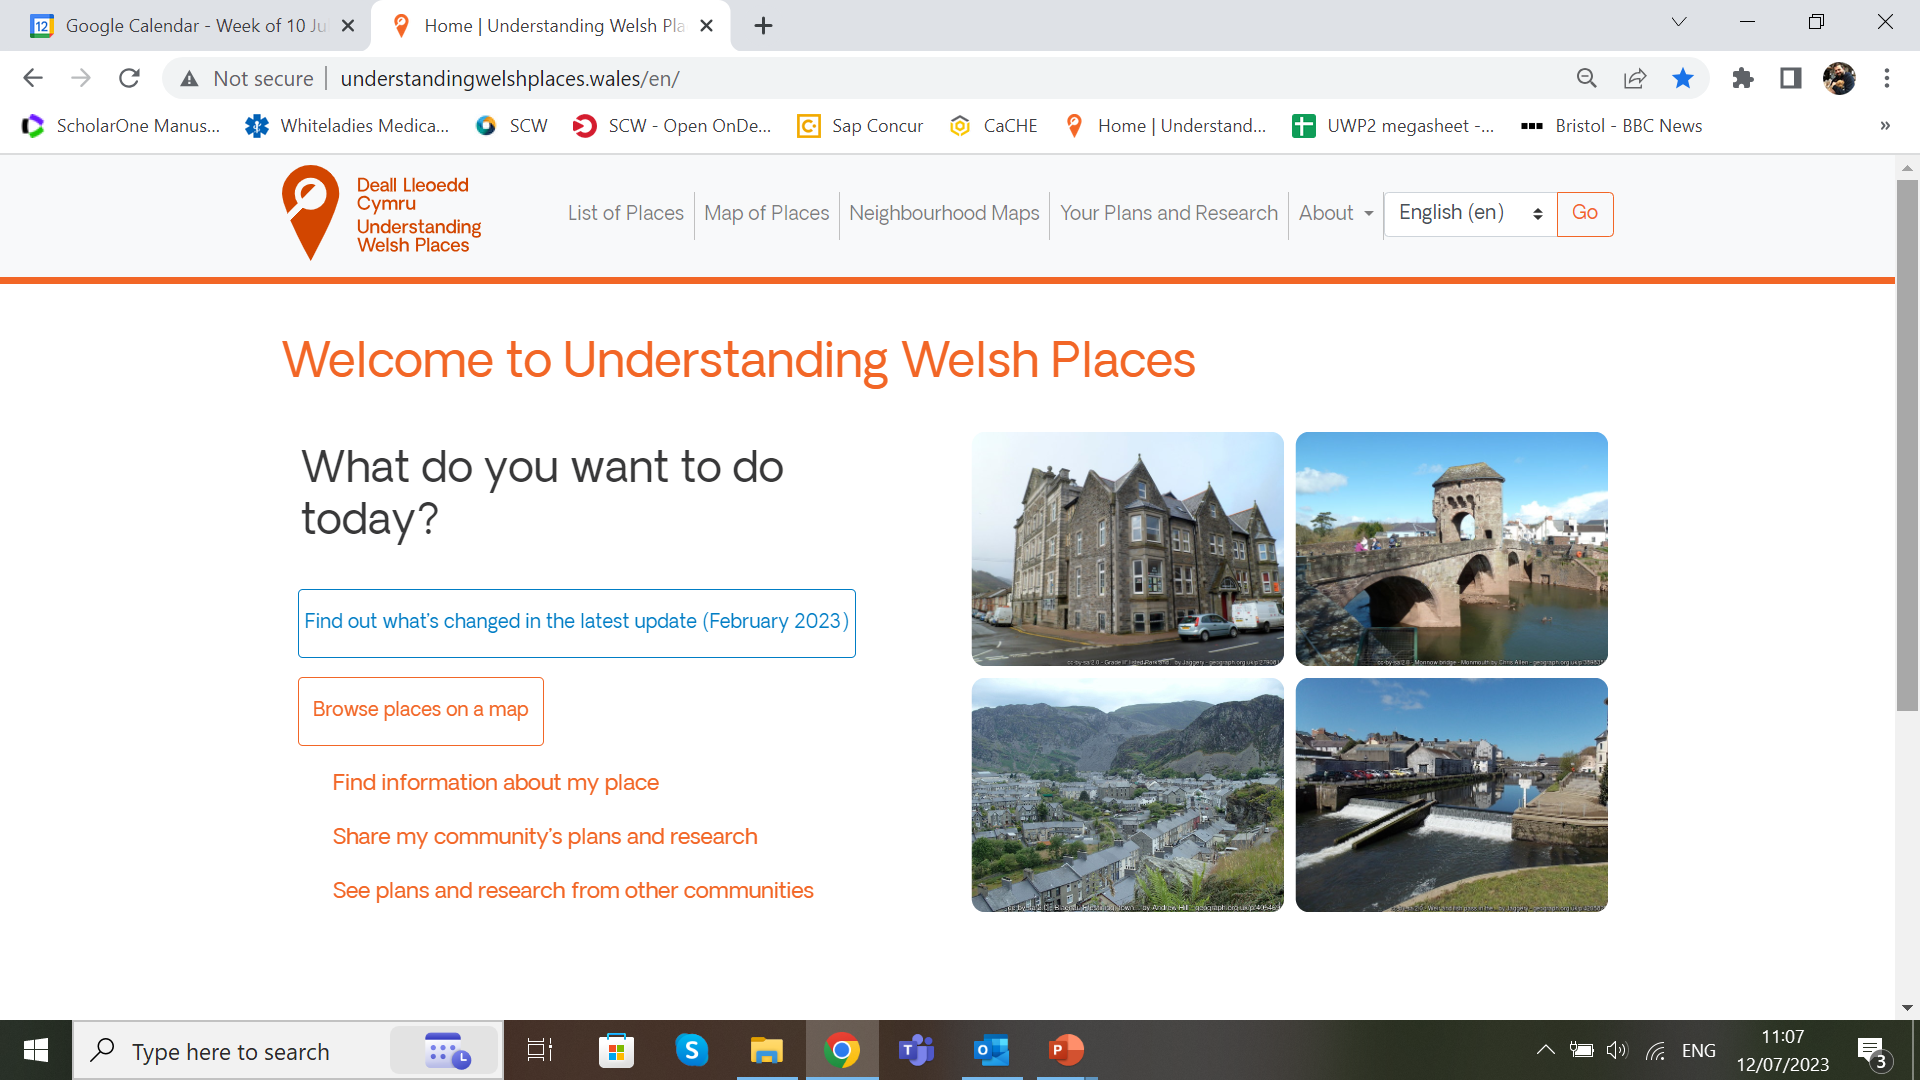 Google Calendar - Week of 10 Ju
Home | Understanding Welsh Pla
Not secure
understandingwelshplaces.wales/en/
ScholarOne Manus...
Whiteladies Medica...
SCW
SCW - Open OnDe...
Sap Concur
CaCHE
Home | Understand...
UWP2 megasheet -...
Bristol - BBC News
»
Deall Lleoedd
Cymru
Understanding
Welsh Places
List of Places
Map of Places
Neighbourhood Maps
Your Plans and Research
About
English (en)
Go
Welcome to Understanding Welsh Places
What do you want to do
today?
Find out what's changed in the latest update (February 2023)
Browse places on a map
Find information about my place
Share my community's plans and research
See plans and research from other communities
Type here to search
ENG
11:07
12/07/2023
3